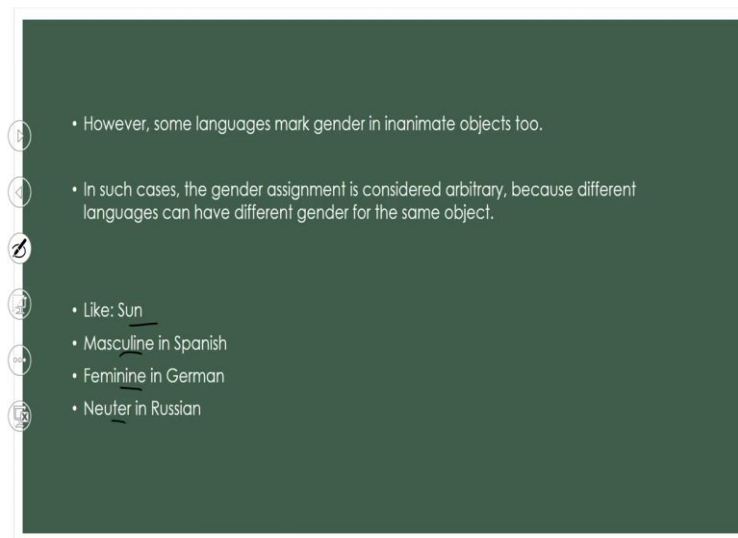 • However, some languages mark gender in inanimate objects too.
• In such cases, the gender assignment is considered arbitrary, because different
languages can have different gender for the same object.
• Like: Sun
• Masculine in Spanish
• Feminine in German
• Neuter in Russian